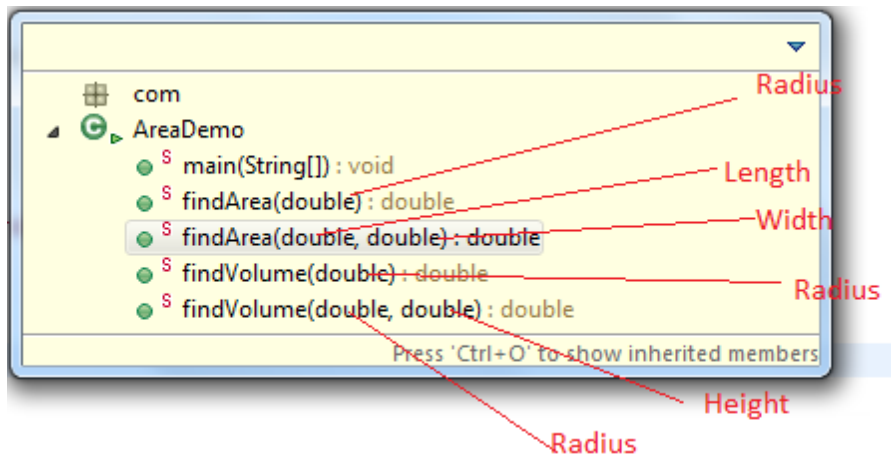 com
Radius
AreaDemo
S main(String[]) : void
S findArea(double) : double
Length
S findArea(double, double) : double
Width
S findVolume(double) : double
Radius
S findVolume(double, double) : double
Press 'Ctrl+O' to show inherited members
Height
Radius